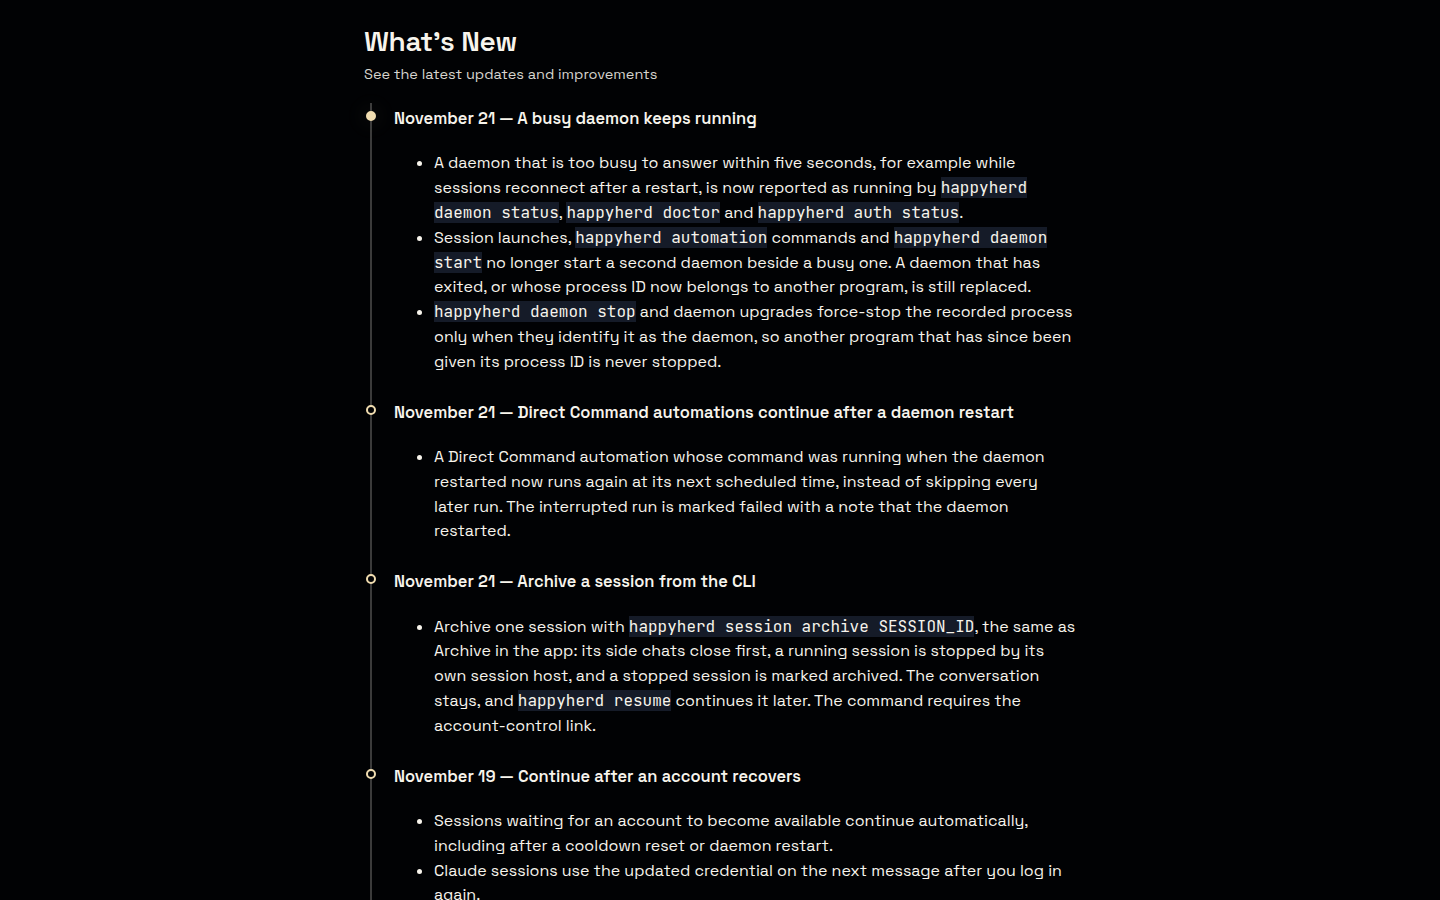 What's New
See the latest updates and improvements
November 21 — A busy daemon keeps running
A daemon that is too busy to answer within five seconds, for example while
sessions reconnect after a restart, is now reported as running by happyherd
daemon status, happyherd doctor and happyherd auth status.
Session launches, happyherd automation commands and happyherd daemon
start no longer start a second daemon beside a busy one. A daemon that has
exited, or whose process ID now belongs to another program, is still replaced.
happyherd daemon stop and daemon upgrades force-stop the recorded process
only when they identify it as the daemon, so another program that has since been
given its process ID is never stopped.
November 21 — Direct Command automations continue after a daemon restart
A Direct Command automation whose command was running when the daemon
restarted now runs again at its next scheduled time, instead of skipping every
later run. The interrupted run is marked failed with a note that the daemon
restarted.
November 21 — Archive a session from the CLI
Archive one session with happyherd session archive SESSION_ID, the same as
Archive in the app: its side chats close first, a running session is stopped by its
own session host, and a stopped session is marked archived. The conversation
stays, and happyherd resume continues it later. The command requires the
account-control link.
November 19 — Continue after an account recovers
Sessions waiting for an account to become available continue automatically,
including after a cooldown reset or daemon restart.
Claude sessions use the updated credential on the next message after you log in
again.